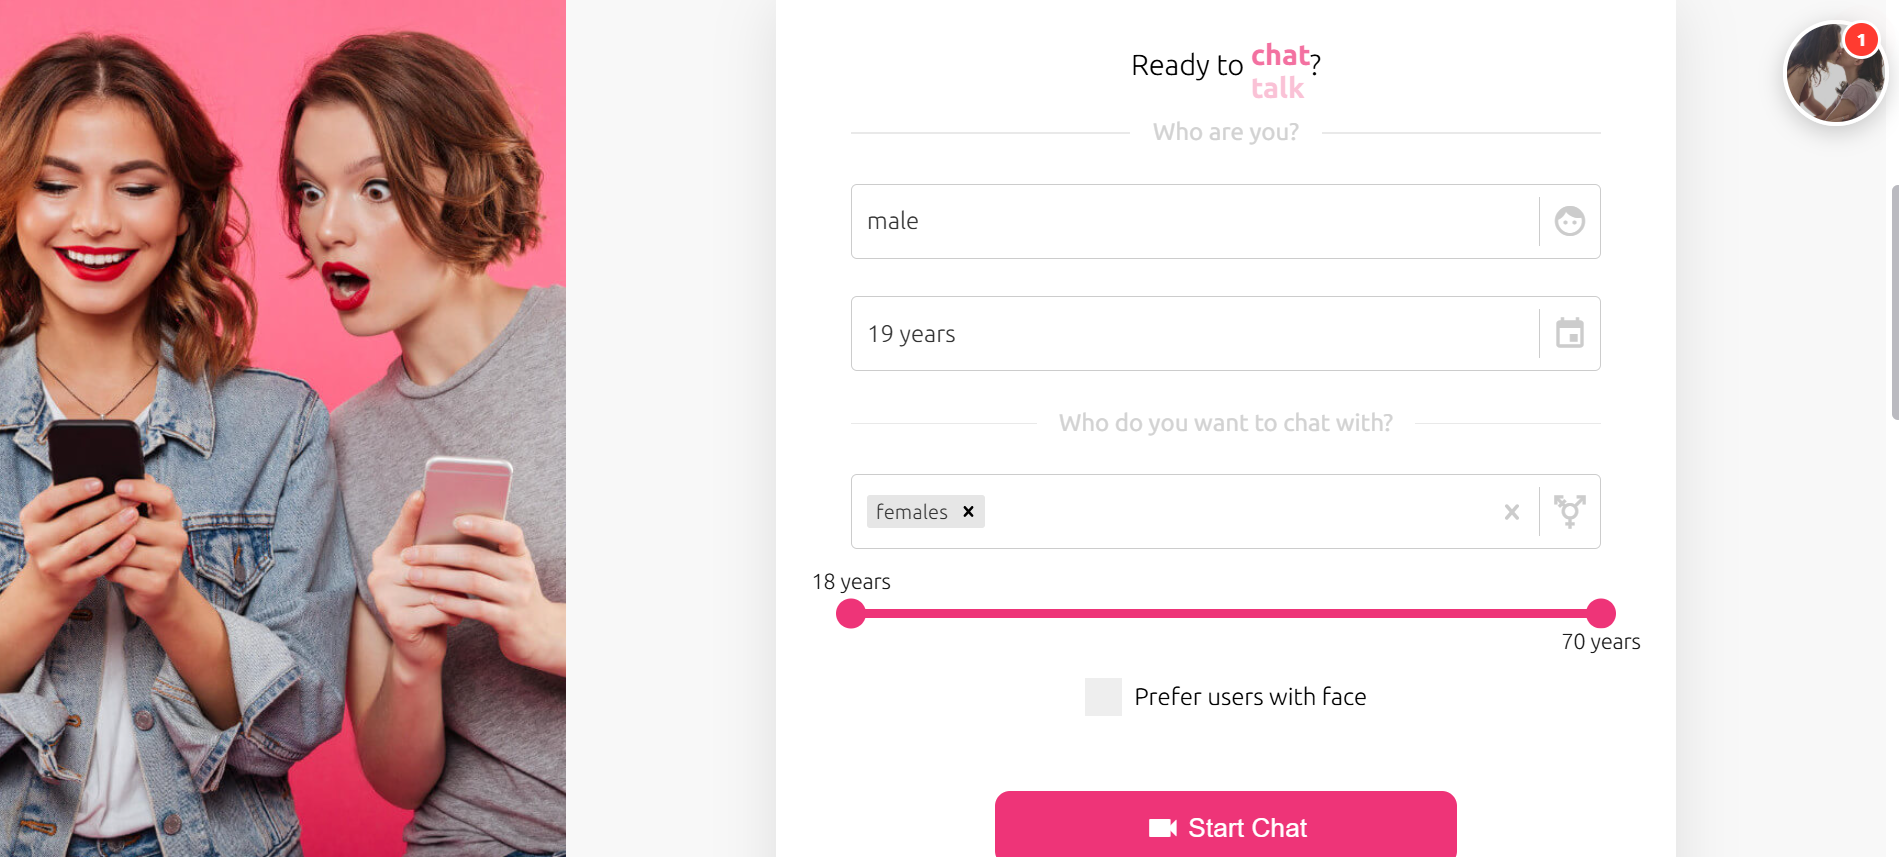 Ready to chat?
talk
1
Who are you?
male
19 years
Who do you want to chat with?
females
18 years
70 years
Prefer users with face
Start Chat